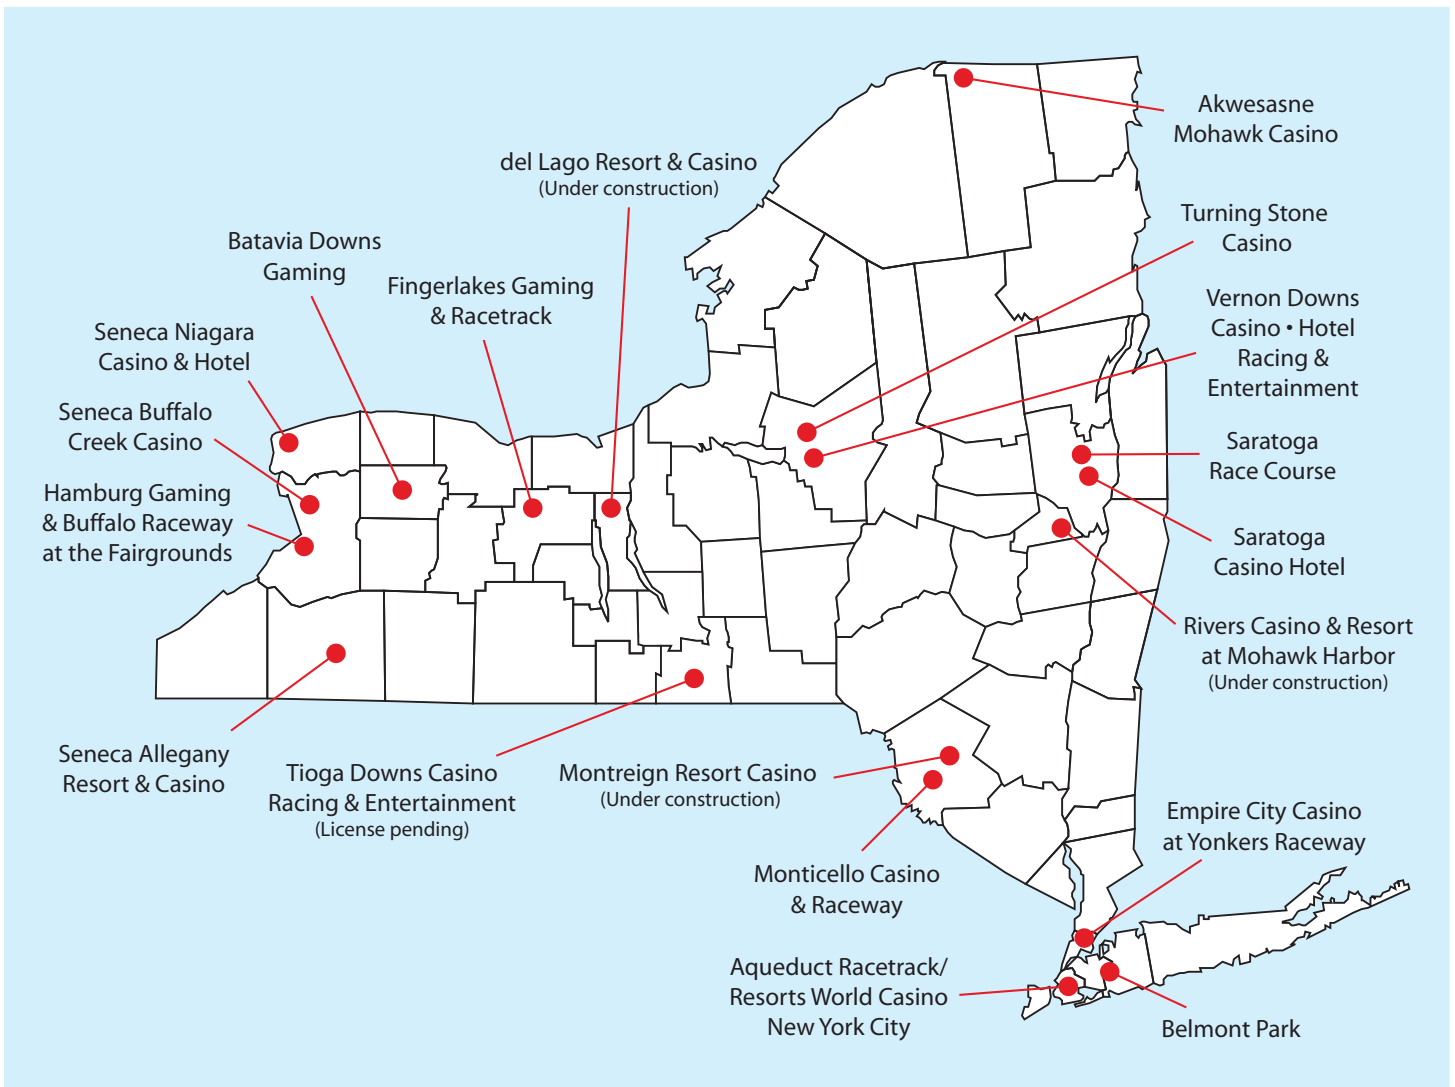 Akwesasne
Mohawk Casino
del Lago Resort & Casino
(Under construction)
Turning Stone
Casino
Batavia Downs
Gaming
Fingerlakes Gaming
& Racetrack
Vernon Downs
Casino • Hotel
Racing &
Entertainment
Seneca Niagara
Casino & Hotel
Seneca Buffalo
Creek Casino
Saratoga
Race Course
Hamburg Gaming
& Buffalo Raceway
at the Fairgrounds
Saratoga
Casino Hotel
Rivers Casino & Resort
at Mohawk Harbor
(Under construction)
Seneca Allegany
Resort & Casino
Tioga Downs Casino
Racing & Entertainment
(License pending)
Montreign Resort Casino
(Under construction)
Empire City Casino
at Yonkers Raceway
Monticello Casino
& Raceway
Aqueduct Racetrack/
Resorts World Casino
New York City
Belmont Park